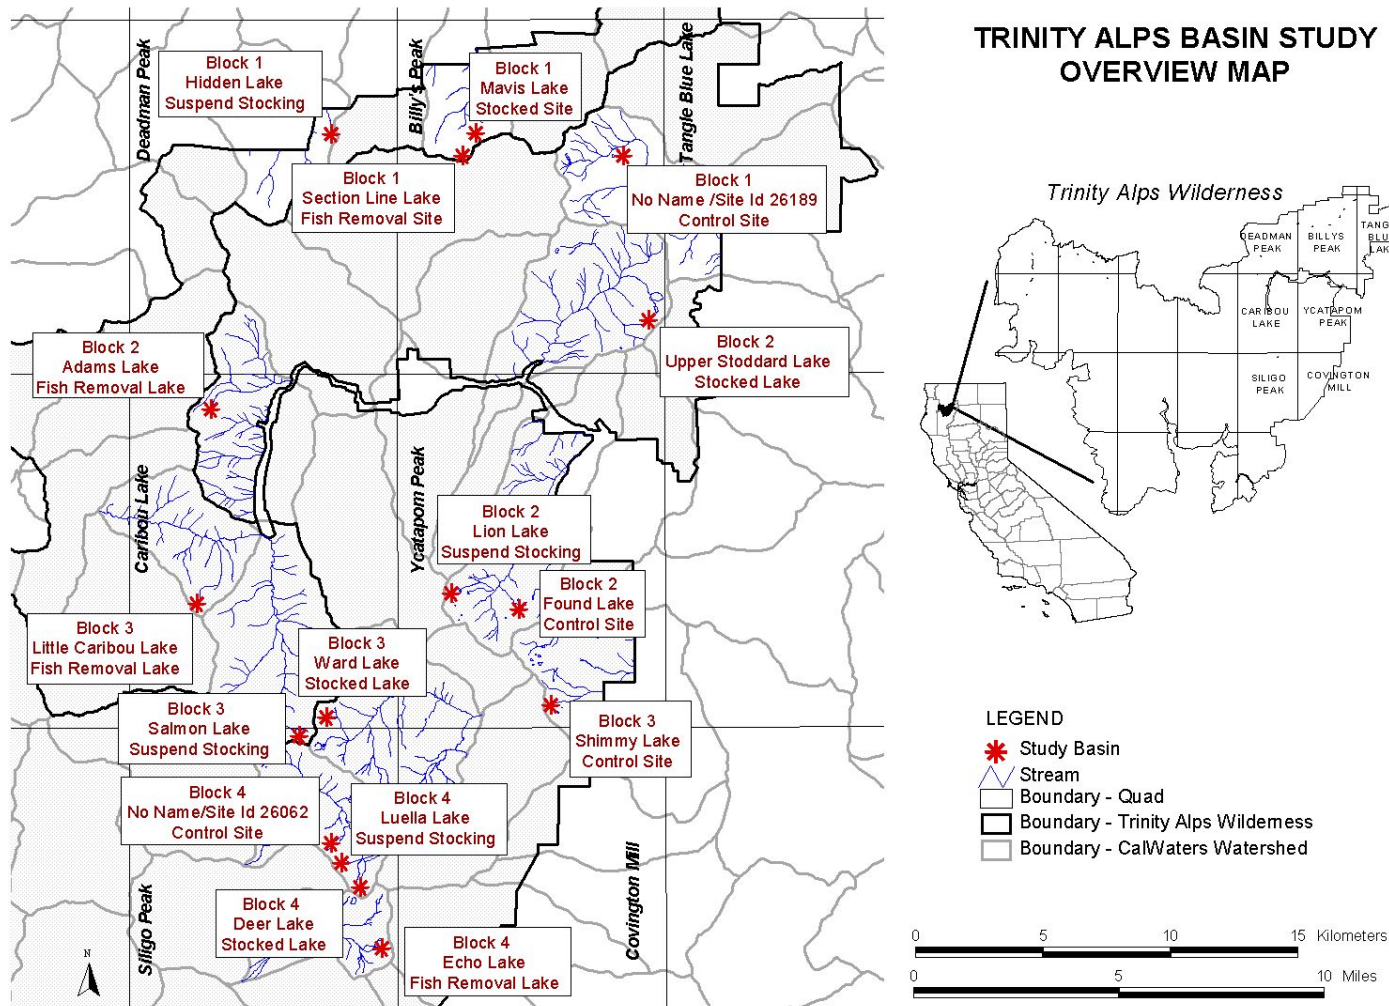 TRINITY ALPS BASIN STUDY
OVERVIEW MAP
Deadman Peak
Billy's Peak
Tangle Blue Lake
Block 1
Hidden Lake
Suspend Stocking
Block 1
Mavis Lake
Stocked Site
Block 1
Section Line Lake
Fish Removal Site
Block 1
No Name /Site Id 26189
Control Site
Block 2
Adams Lake
Fish Removal Lake
Block 2
Upper Stoddard Lake
Stocked Lake
Caribou Lake
Ycatapom Peak
Block 2
Lion Lake
Suspend Stocking
Block 2
Found Lake
Control Site
Block 3
Little Caribou Lake
Fish Removal Lake
Block 3
Ward Lake
Stocked Lake
Block 3
Salmon Lake
Suspend Stocking
Block 3
Shimmy Lake
Control Site
Block 4
No Name/Site Id 26062
Control Site
Block 4
Luella Lake
Suspend Stocking
Block 4
Deer Lake
Stocked Lake
Block 4
Echo Lake
Fish Removal Lake
Siligo Peak
Covington Mill
N
Trinity Alps Wilderness
DEADMAN
PEAK
BILLYS
PEAK
TANG
BLU
LAK
CARIBOU
LAKE
YCATAPOM
PEAK
SILIGO
PEAK
COVINGTON
MILL
LEGEND
Study Basin
Stream
Boundary - Quad
Boundary - Trinity Alps Wilderness
Boundary - CalWaters Watershed
0 5 10 15 Kilometers
0 5 10 Miles